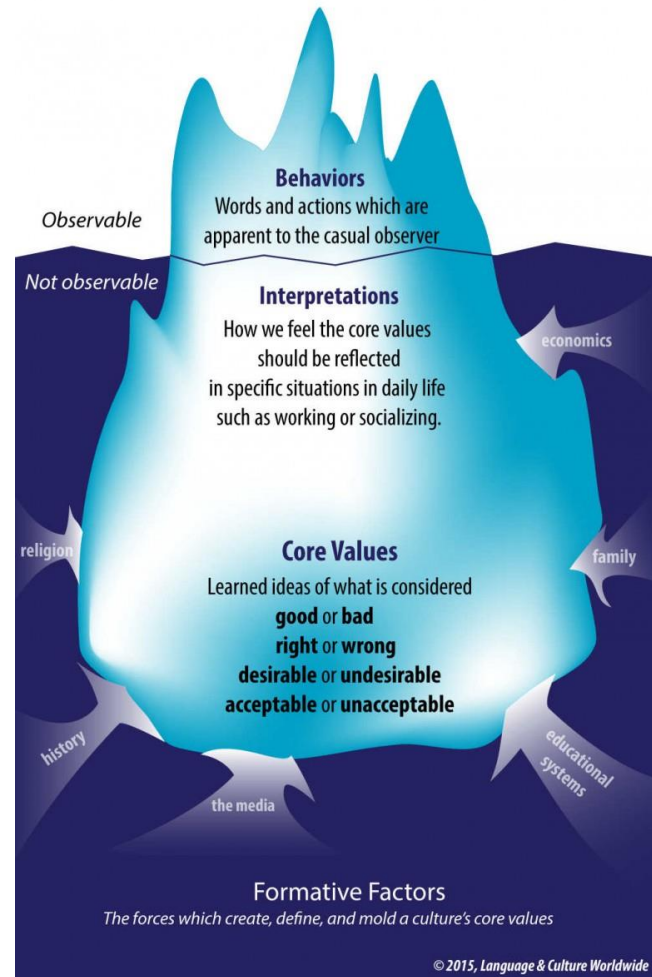 Behaviors
Words and actions which are
apparent to the casual observer
Observable
Not observable
Interpretations
How we feel the core values
should be reflected
in specific situations in daily life
such as working or socializing.
economics
religion
family
Core Values
Learned ideas of what is considered
good or bad
right or wrong
desirable or undesirable
acceptable or unacceptable
history
educational
systems
the media
Formative Factors
The forces which create, define, and mold a culture's core values
© 2015, Language & Culture Worldwide